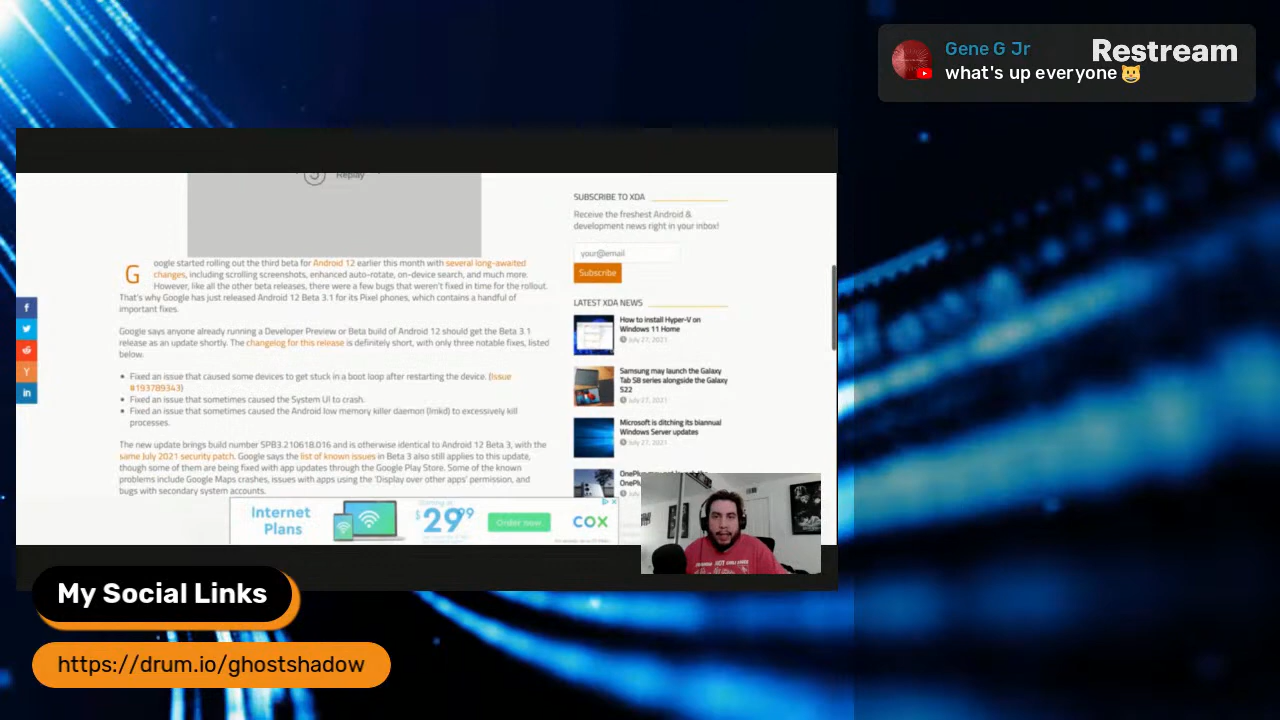 Gene G Jr
Restream
what's up everyone
Replay
Google started rolling out the third beta for Android 12 earlier this month with several long-awaited
changes, including scrolling screenshots, enhanced auto-rotate, on-device search, and much more.
However, like all the other beta releases, there were a few bugs that weren't fixed in time for the rollout.
That's why Google has just released Android 12 Beta 3.1 for its Pixel phones, which contains a handful of
important fixes.
Google says anyone already running a Developer Preview or Beta build of Android 12 should get the Beta 3.1
release as an update shortly. The changelog for this release is definitely short, with only three notable fixes, listed
below.
Fixed an issue that caused some devices to get stuck in a boot loop after restarting the device. (Issue
#193789343)
Fixed an issue that sometimes caused the System UI to crash.
Fixed an issue that sometimes caused the Android low memory killer daemon (lmkd) to excessively kill
processes.
The new update brings build number SPB3.210618.016 and is otherwise identical to Android 12 Beta 3, with the
same July 2021 security patch. Google says the list of known issues in Beta 3 also still applies to this update,
though some of them are being fixed with app updates through the Google Play Store. Some of the known
problems include Google Maps crashes, issues with apps using the 'Display over other apps' permission, and
bugs with secondary system accounts.
SUBSCRIBE TO XDA
Receive the freshest Android &
development news right in your inbox!
your@email
Subscribe
LATEST XDA NEWS
How to install Hyper-V on
Windows 11 Home
July 27, 2021
Samsung may launch the Galaxy
Tab S8 series alongside the Galaxy
S22
July 27, 2021
Microsoft is ditching its biannual
Windows Server updates
July 27, 2021
Internet
Plans
$29.99
Order now
COX
My Social Links
https://drum.io/ghostshadow